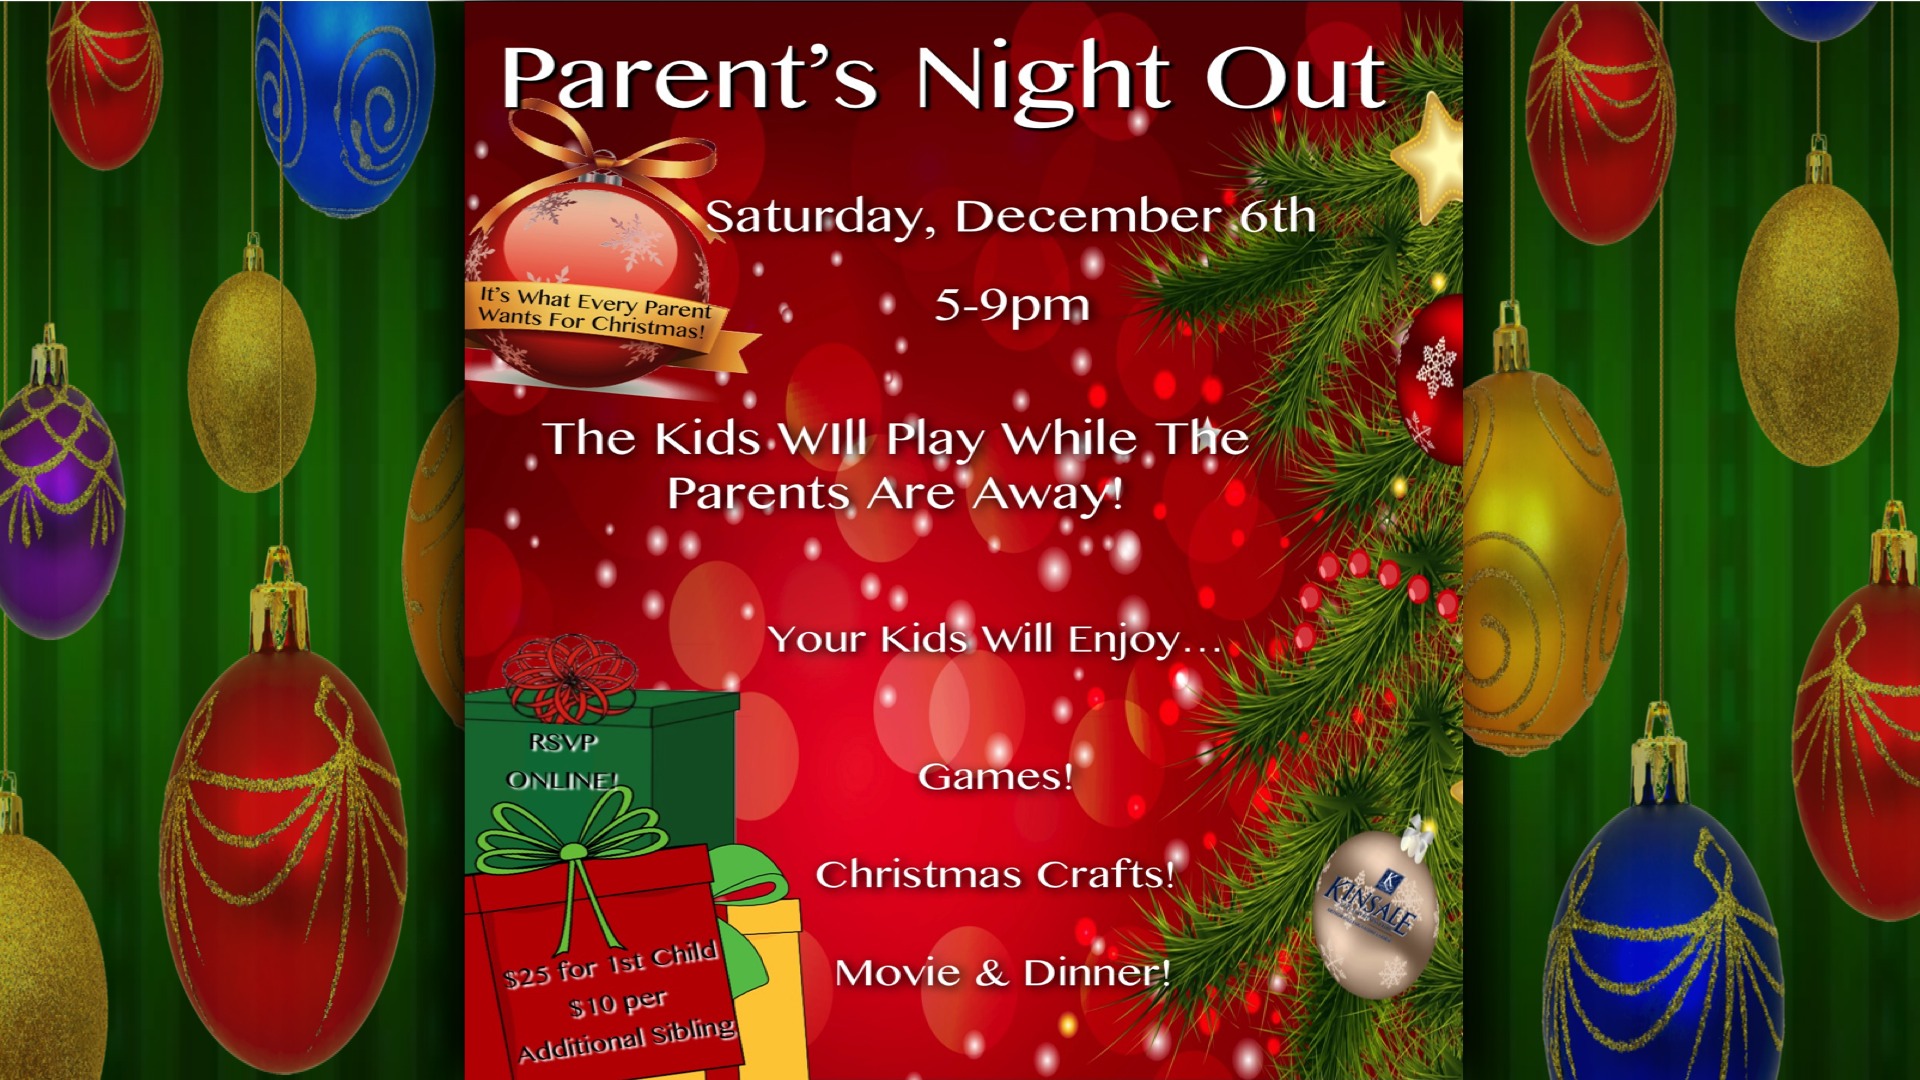 Parent’s Night Out
Saturday, December 6th
5-9pm
It’s What Every Parent
Wants For Christmas!
The Kids WIll Play While The
Parents Are Away!
Your Kids Will Enjoy…
RSVP
ONLINE!
Games!
Christmas Crafts!
Movie & Dinner!
$25 for 1st Child
$10 per
Additional Sibling
K
KINSALE